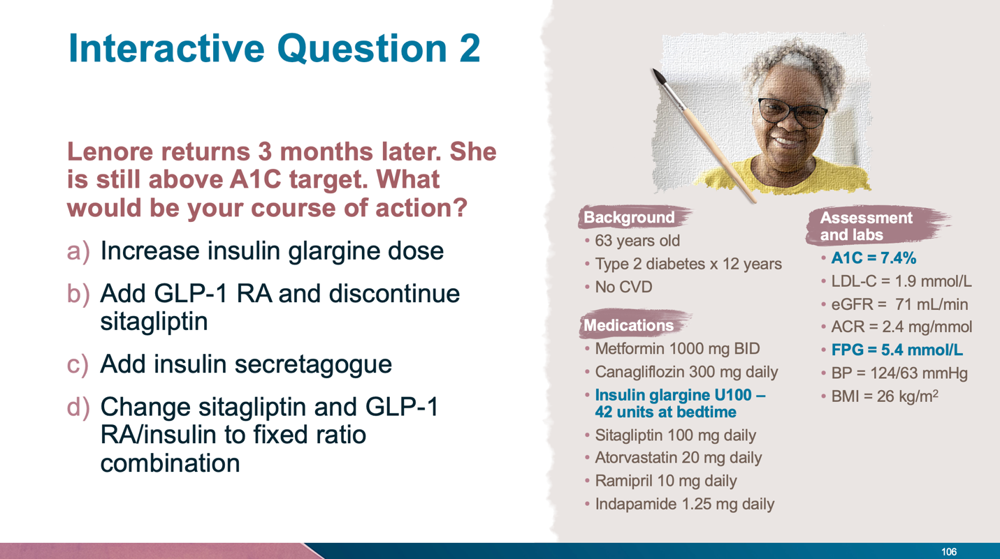 Interactive Question 2
Lenore returns 3 months later. She
is still above A1C target. What
would be your course of action?
a) Increase insulin glargine dose
b) Add GLP-1 RA and discontinue
sitagliptin
c) Add insulin secretagogue
d) Change sitagliptin and GLP-1
RA/insulin to fixed ratio
combination
Background
• 63 years old
• Type 2 diabetes x 12 years
• No CVD
Medications
• Metformin 1000 mg BID
• Canagliflozin 300 mg daily
• Insulin glargine U100 –
42 units at bedtime
• Sitagliptin 100 mg daily
• Atorvastatin 20 mg daily
• Ramipril 10 mg daily
• Indapamide 1.25 mg daily
Assessment
and labs
• A1C = 7.4%
• LDL-C = 1.9 mmol/L
• eGFR = 71 mL/min
• ACR = 2.4 mg/mmol
• FPG = 5.4 mmol/L
• BP = 124/63 mmHg
• BMI = 26 kg/m²
106